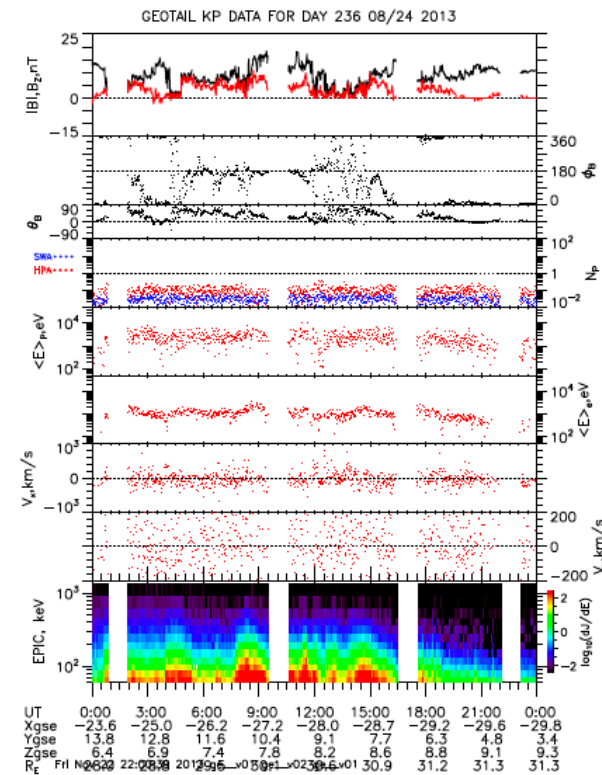 GEOTAIL KP DATA FOR DAY 236 08/24 2013
25
0
−15
|B|,Bz,nT
360
180
0
φB
90
0
−90
θB
SWA++++
HPA••••
10²
1
10⁻²
Np
10⁴
10²
<E>p,eV
10⁴
10²
<E>e,eV
10³
0
−10³
Vx,km/s
200
0
−200
km/s
10³
10²
EPIC, keV
2
0
−2
log₁₀(dJ/dE)
UT 0:00 3:00 6:00 9:00 12:00 15:00 18:00 21:00 0:00
Xgse −23.6 −25.0 −26.2 −27.2 −28.0 −28.7 −29.2 −29.6 −29.8
Ygse 13.8 12.8 11.6 10.4 9.1 7.7 6.3 4.8 3.4
Zgse 6.4 6.9 7.4 7.8 8.2 8.6 8.8 9.1 9.3
RE 30.9 31.2 31.3 31.3
Fri Nov 22